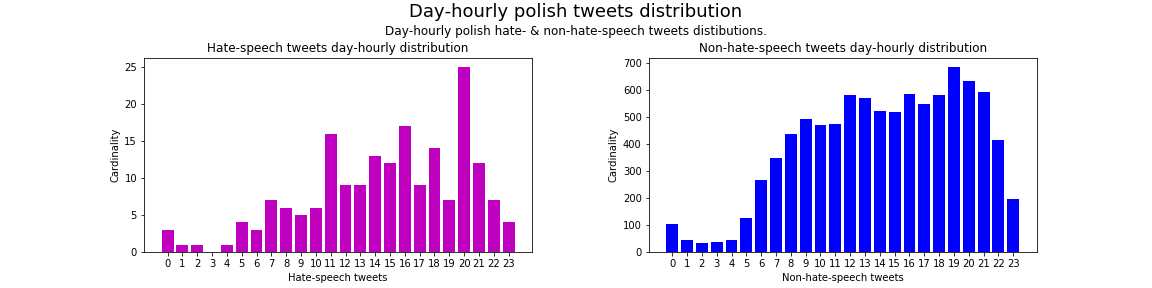 Day-hourly polish tweets distribution
Day-hourly polish hate- & non-hate-speech tweets distibutions.
Hate-speech tweets day-hourly distribution
Cardinality
25
20
15
10
5
0
0 1 2 3 4 5 6 7 8 9 10 11 12 13 14 15 16 17 18 19 20 21 22 23
Hate-speech tweets
Non-hate-speech tweets day-hourly distribution
Cardinality
700
600
500
400
300
200
100
0
0 1 2 3 4 5 6 7 8 9 10 11 12 13 14 15 16 17 18 19 20 21 22 23
Non-hate-speech tweets